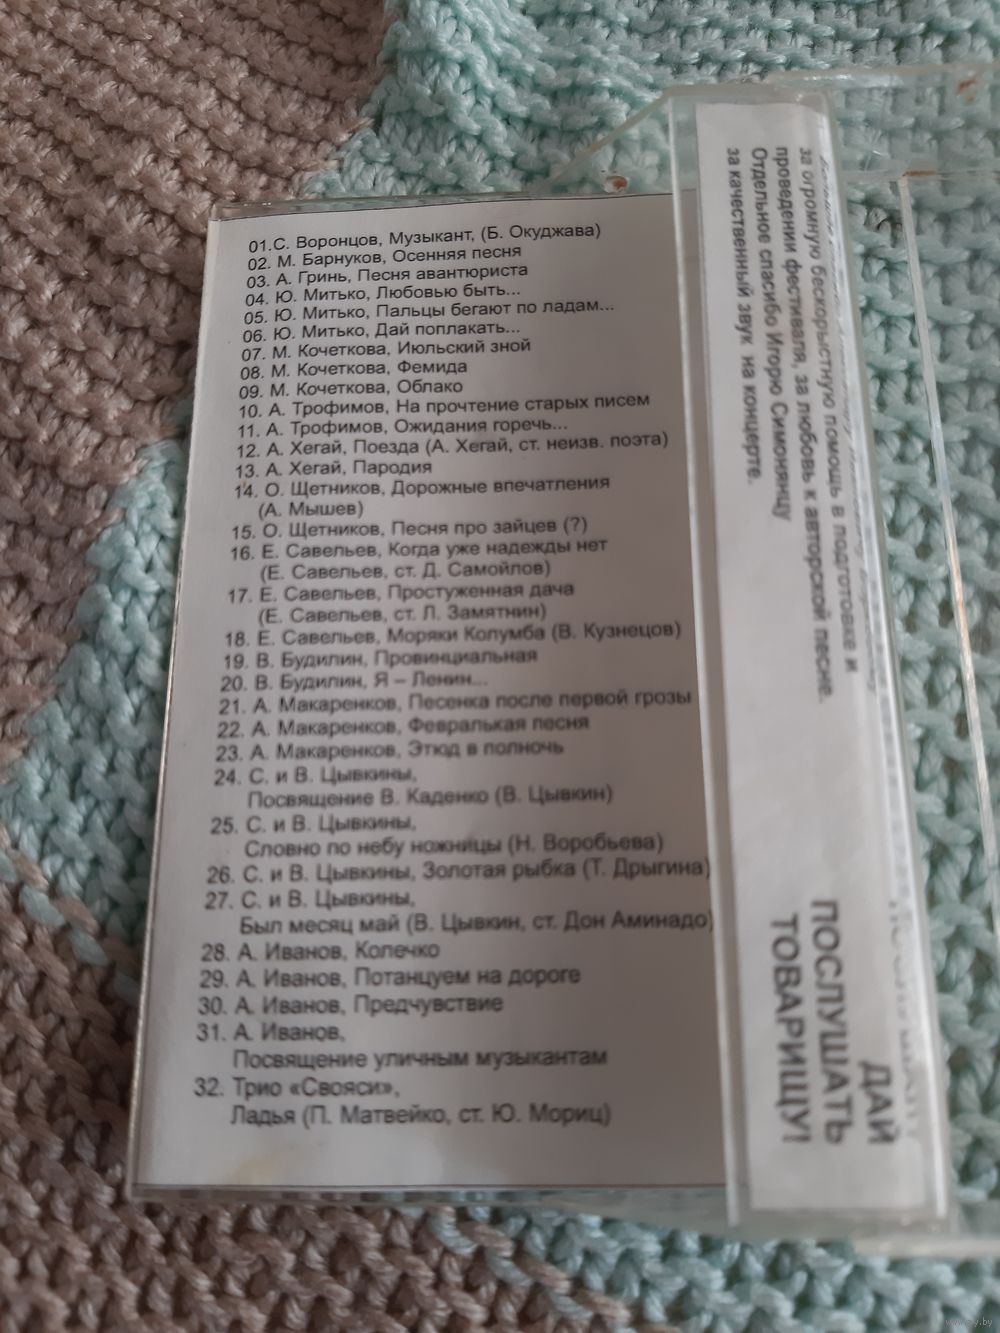 01.С. Воронцов, Музыкант, (Б. Окуджава)
02. М. Барнуков, Осенняя песня
03. А. Гринь, Песня авантюриста
04. Ю. Митько, Любовью быть...
05. Ю. Митько, Пальцы бегают по ладам...
06. Ю. Митько, Дай поплакать...
07. М. Кочеткова, Июльский зной
08. М. Кочеткова, Фемида
09. М. Кочеткова, Облако
10. А. Трофимов, На прочтение старых писем
11. А. Трофимов, Ожидания горечь...
12. А. Хегай, Поезда (А. Хегай, ст. неизв. поэта)
13. А. Хегай, Пародия
14. О. Щетников, Дорожные впечатления
(А. Мышев)
15. О. Щетников, Песня про зайцев (?)
16. Е. Савельев, Когда уже надежды нет
(Е. Савельев, ст. Д. Самойлов)
17. Е. Савельев, Простуженная дача
(Е. Савельев, ст. Л. Замятнин)
18. Е. Савельев, Моряки Колумба (В. Кузнецов)
19. В. Будилин, Провинциальная
20. В. Будилин, Я – Ленин...
21. А. Макаренков, Песенка после первой грозы
22. А. Макаренков, Февралькая песня
23. А. Макаренков, Этюд в полночь
24. С. и В. Цывкины,
Посвящение В. Каденко (В. Цывкин)
25. С. и В. Цывкины,
Словно по небу ножницы (Н. Воробьева)
26. С. и В. Цывкины, Золотая рыбка (Т. Дрыгина)
27. С. и В. Цывкины,
Был месяц май (В. Цывкин, ст. Дон Аминадо)
28. А. Иванов, Колечко
29. А. Иванов, Потанцуем на дороге
30. А. Иванов, Предчувствие
31. А. Иванов,
Посвящение уличным музыкантам
32. Трио «Свояси»,
Ладья (П. Матвейко, ст. Ю. Мориц)
за огромную бескорыстную помощь в подготовке и
проведении фестиваля, за любовь к авторской песне.
Отдельное спасибо Игорю Симонянцу
за качественный звук на концерте.
ДАЙ
ПОСЛУШАТЬ
ТОВАРИЩУ!